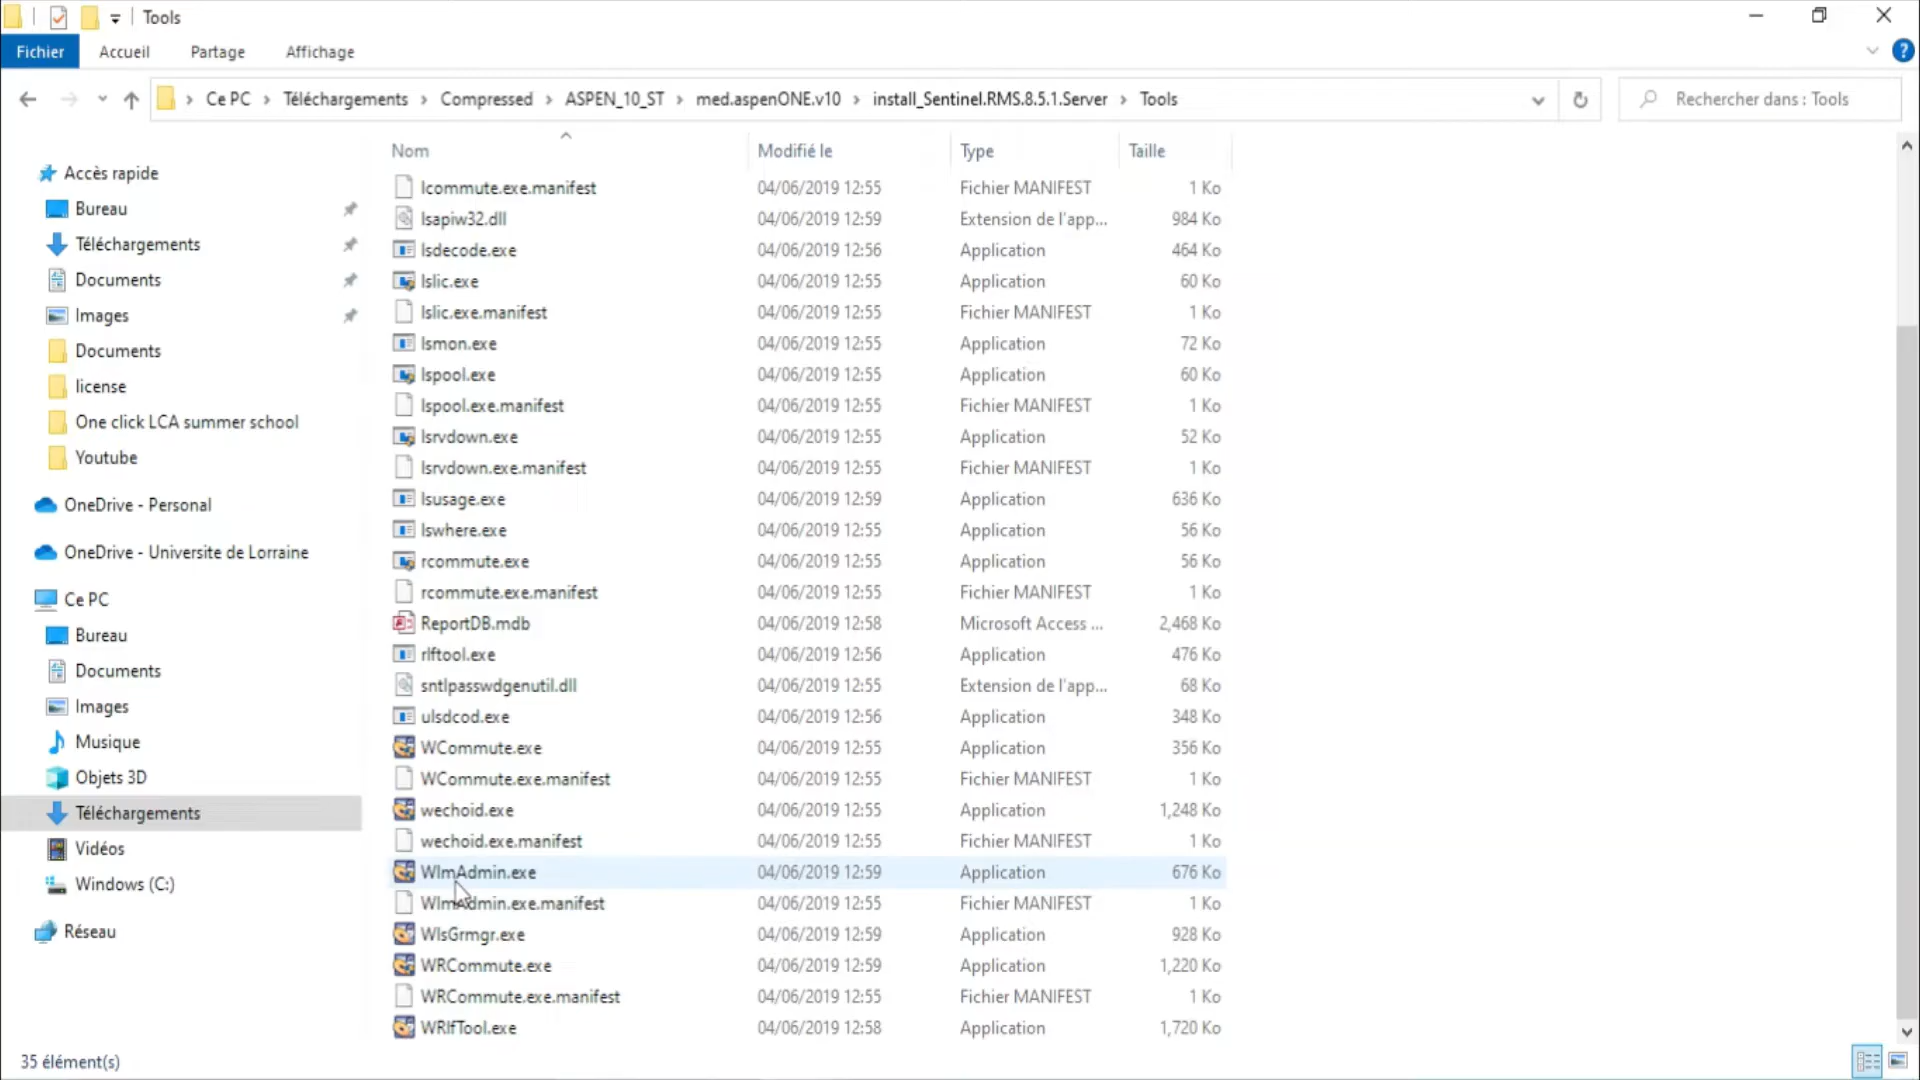 Tools
Fichier Accueil Partage Affichage
Ce PC Téléchargements Compressed ASPEN_10_ST med.aspenONE.v10 install_Sentinel.RMS.8.5.1.Server Tools
Rechercher dans : Tools
Accès rapide
Bureau
Téléchargements
Documents
Images
Documents
license
One click LCA summer school
Youtube
OneDrive - Personal
OneDrive - Universite de Lorraine
Ce PC
Bureau
Documents
Images
Musique
Objets 3D
Téléchargements
Vidéos
Windows (C:)
Réseau
Nom Modifié le Type Taille
lcommute.exe.manifest 04/06/2019 12:55 Fichier MANIFEST 1 Ko
lsapiw32.dll 04/06/2019 12:59 Extension de l'app... 984 Ko
lsdecode.exe 04/06/2019 12:56 Application 464 Ko
lslic.exe 04/06/2019 12:55 Application 60 Ko
lslic.exe.manifest 04/06/2019 12:55 Fichier MANIFEST 1 Ko
lsmon.exe 04/06/2019 12:55 Application 72 Ko
lspool.exe 04/06/2019 12:55 Application 60 Ko
lspool.exe.manifest 04/06/2019 12:55 Fichier MANIFEST 1 Ko
lsrvdown.exe 04/06/2019 12:55 Application 52 Ko
lsrvdown.exe.manifest 04/06/2019 12:55 Fichier MANIFEST 1 Ko
lsusage.exe 04/06/2019 12:59 Application 636 Ko
lswhere.exe 04/06/2019 12:55 Application 56 Ko
rcommute.exe 04/06/2019 12:55 Application 56 Ko
rcommute.exe.manifest 04/06/2019 12:55 Fichier MANIFEST 1 Ko
ReportDB.mdb 04/06/2019 12:58 Microsoft Access ... 2,468 Ko
rlftool.exe 04/06/2019 12:56 Application 476 Ko
sntlpasswdgenutil.dll 04/06/2019 12:55 Extension de l'app... 68 Ko
ulsdcod.exe 04/06/2019 12:56 Application 348 Ko
WCommute.exe 04/06/2019 12:55 Application 356 Ko
WCommute.exe.manifest 04/06/2019 12:55 Fichier MANIFEST 1 Ko
wechoid.exe 04/06/2019 12:55 Application 1,248 Ko
wechoid.exe.manifest 04/06/2019 12:55 Fichier MANIFEST 1 Ko
WlmAdmin.exe 04/06/2019 12:59 Application 676 Ko
WlmAdmin.exe.manifest 04/06/2019 12:55 Fichier MANIFEST 1 Ko
WlsGrmgr.exe 04/06/2019 12:59 Application 928 Ko
WRCommute.exe 04/06/2019 12:59 Application 1,220 Ko
WRCommute.exe.manifest 04/06/2019 12:55 Fichier MANIFEST 1 Ko
WRlfTool.exe 04/06/2019 12:58 Application 1,720 Ko
35 élément(s)